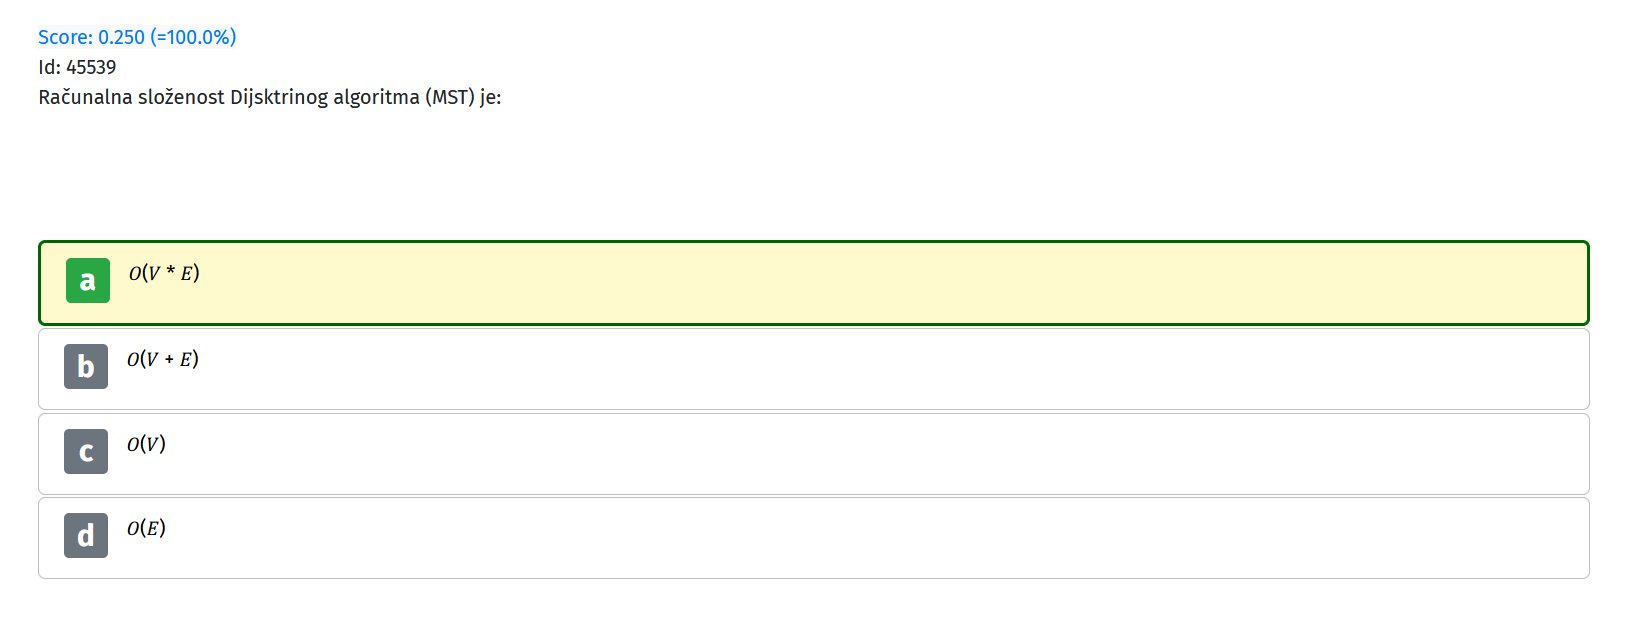 Score: 0.250 (=100.0%)
Id: 45539
Računalna složenost Dijsktrinog algoritma (MST) je:
a O(V * E)
b O(V + E)
c O(V)
d O(E)